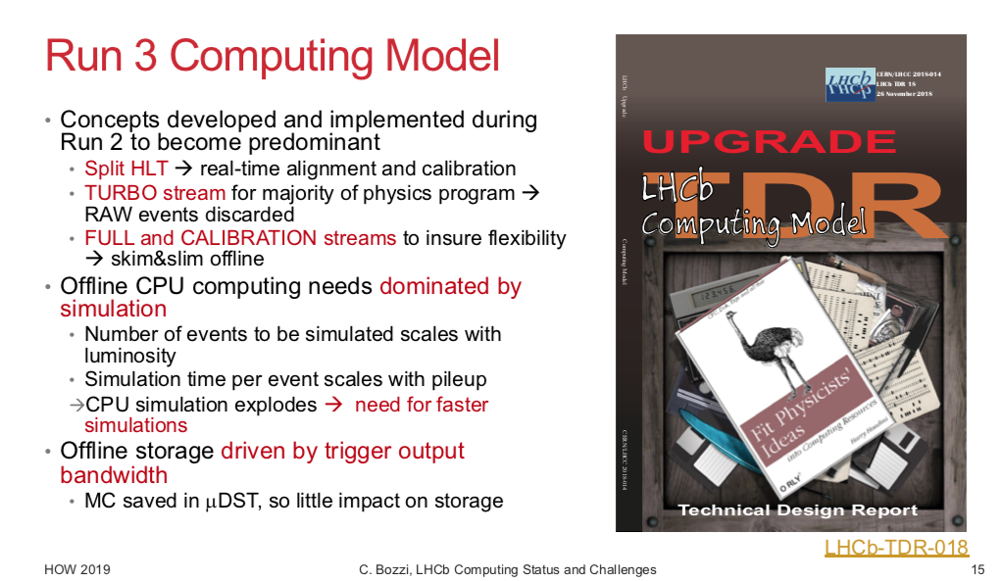 Run 3 Computing Model
• Concepts developed and implemented during
Run 2 to become predominant
• Split HLT → real-time alignment and calibration
• TURBO stream for majority of physics program →
RAW events discarded
• FULL and CALIBRATION streams to insure flexibility
→ skim&slim offline
• Offline CPU computing needs dominated by
simulation
• Number of events to be simulated scales with
luminosity
• Simulation time per event scales with pileup
→CPU simulation explodes → need for faster
simulations
• Offline storage driven by trigger output
bandwidth
• MC saved in μDST, so little impact on storage
LHCb Upgrade
Computing Model
CERN/LHCC 2018-014
LHCb
CERN/LHCC 2018-014
LHCb TDR 18
26 November 2018
UPGRADE
TDR
LHCb
Computing Model
123,456
Fit Physicists'
Ideas
into Computing Resources
O RLY?
Technical Design Report
LHCb-TDR-018
HOW 2019
C. Bozzi, LHCb Computing Status and Challenges
15